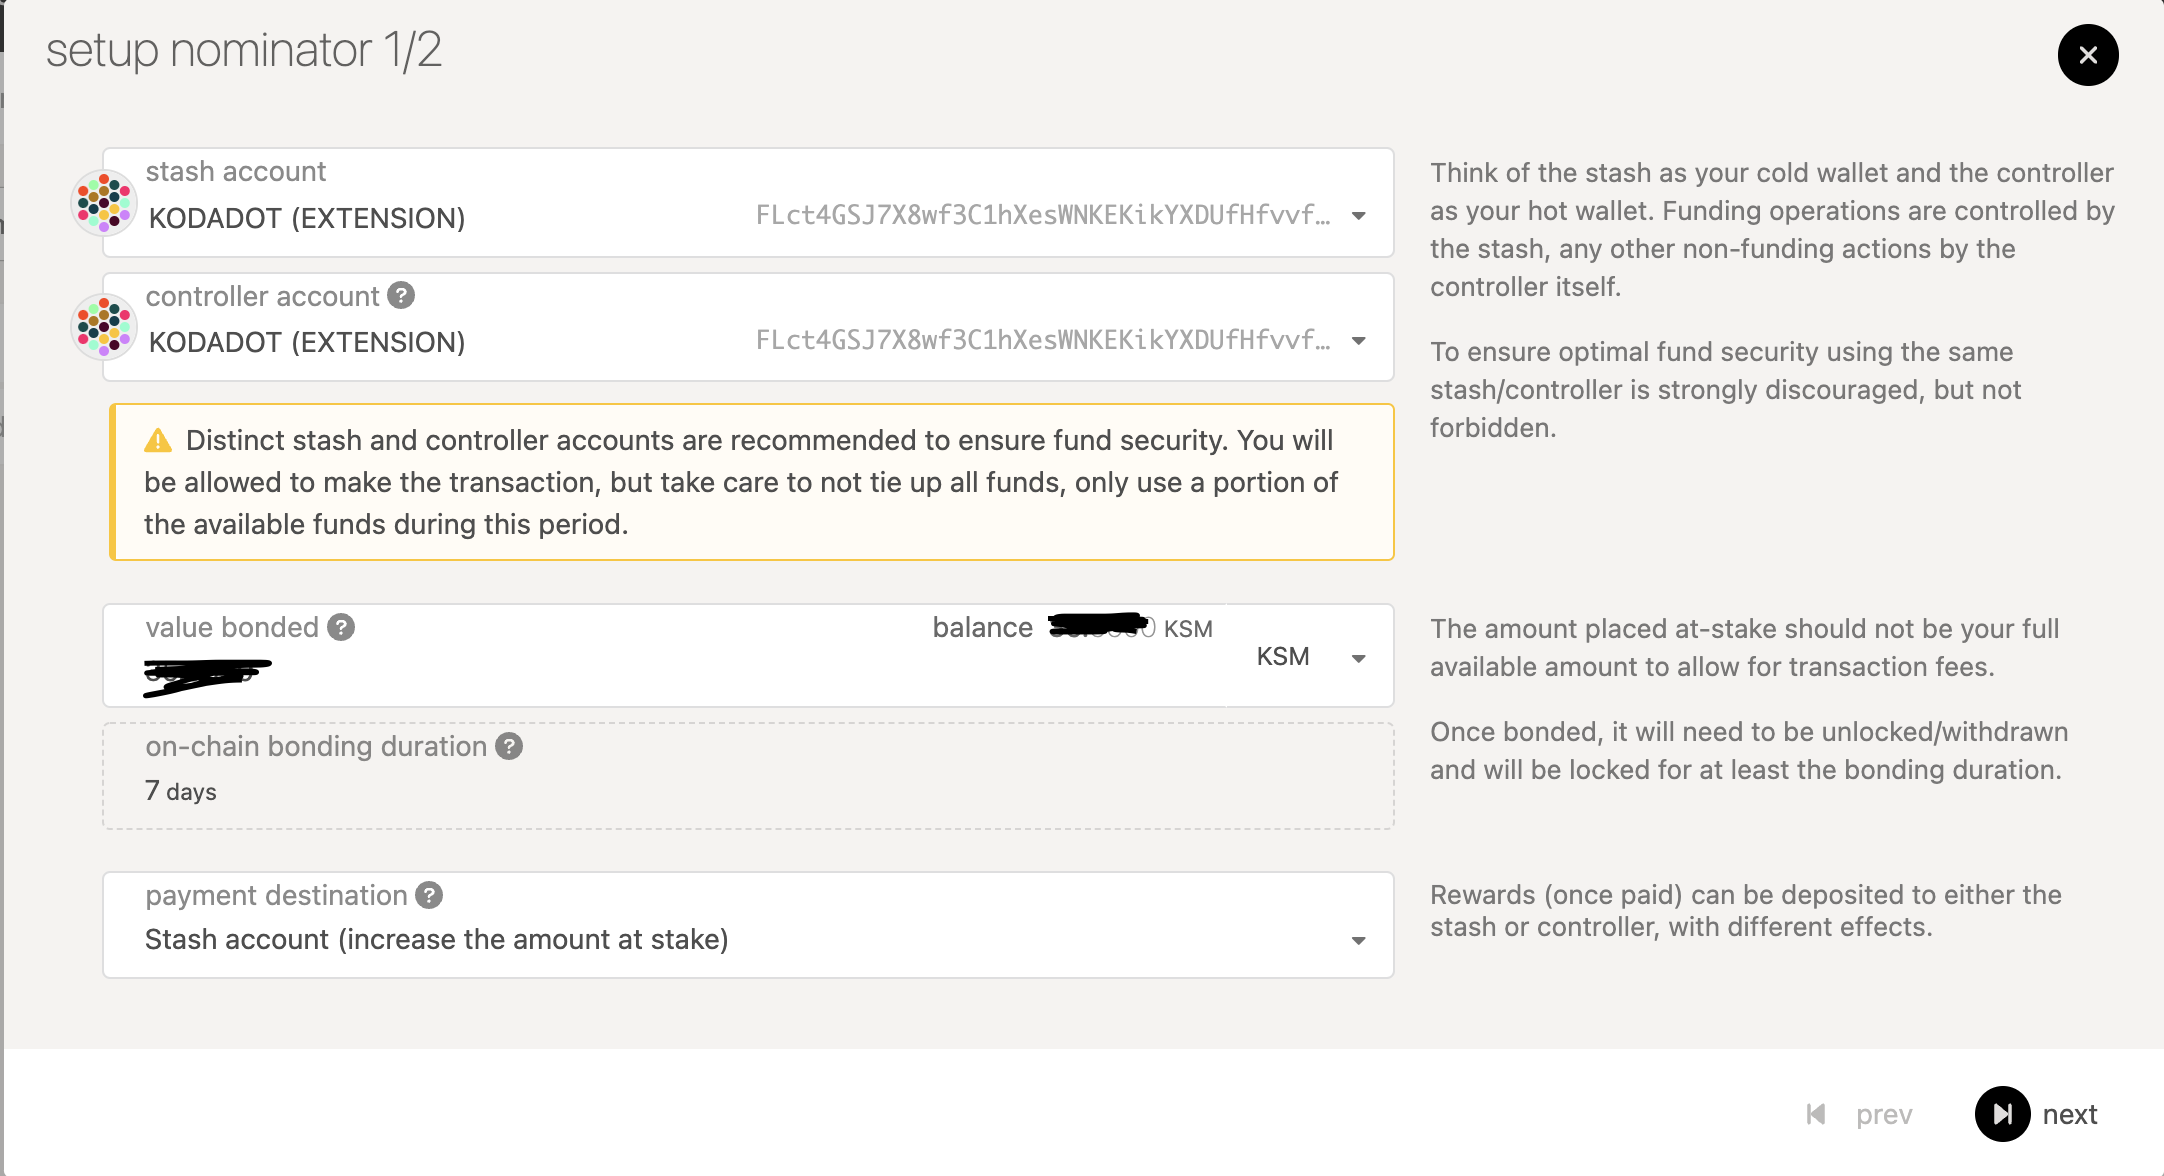 setup nominator 1/2
stash account
KODADOT (EXTENSION) FLct4GSJ7X8wf3C1hXesWNKEKikYXDUfHfvvf…
Think of the stash as your cold wallet and the controller
as your hot wallet. Funding operations are controlled by
the stash, any other non-funding actions by the
controller itself.
controller account ?
KODADOT (EXTENSION) FLct4GSJ7X8wf3C1hXesWNKEKikYXDUfHfvvf…
To ensure optimal fund security using the same
stash/controller is strongly discouraged, but not
forbidden.
Distinct stash and controller accounts are recommended to ensure fund security. You will
be allowed to make the transaction, but take care to not tie up all funds, only use a portion of
the available funds during this period.
value bonded ? balance KSM
KSM
The amount placed at-stake should not be your full
available amount to allow for transaction fees.
Once bonded, it will need to be unlocked/withdrawn
and will be locked for at least the bonding duration.
on-chain bonding duration ?
7 days
payment destination ?
Stash account (increase the amount at stake)
Rewards (once paid) can be deposited to either the
stash or controller, with different effects.
prev next